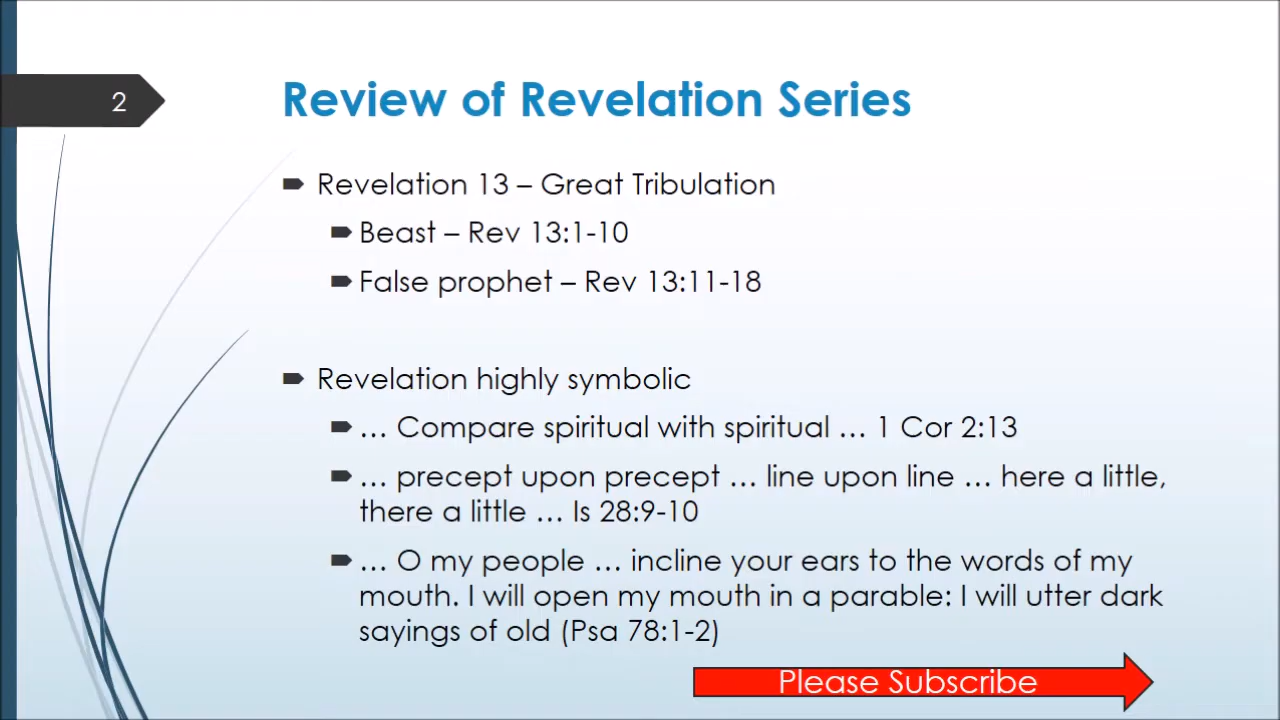 2
Review of Revelation Series
Revelation 13 – Great Tribulation
Beast – Rev 13:1-10
False prophet – Rev 13:11-18
Revelation highly symbolic
… Compare spiritual with spiritual … 1 Cor 2:13
… precept upon precept … line upon line … here a little,
there a little … Is 28:9-10
… O my people … incline your ears to the words of my
mouth. I will open my mouth in a parable: I will utter dark
sayings of old (Psa 78:1-2)
Please Subscribe